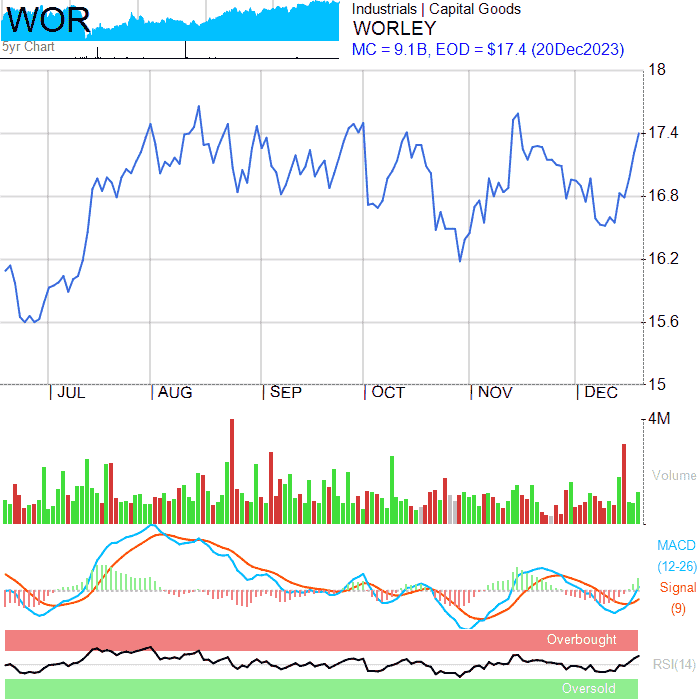 WOR
5yr Chart
Industrials | Capital Goods
WORLEY
MC = 9.1B, EOD = $17.4 (20Dec2023)
18
17.4
16.8
16.2
15.6
15
JUL
AUG
SEP
OCT
NOV
DEC
4M
Volume
MACD
(12-26)
Signal
(9)
Overbought
RSI(14)
Oversold